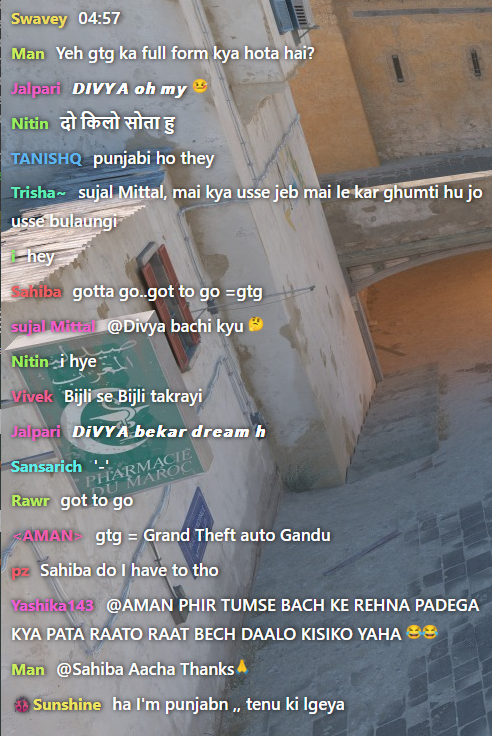 Swavey 04:57
Man Yeh gtg ka full form kya hota hai?
Jalpari DIVYA oh my 🤒
Nitin दो किलो सोता हु
TANISHQ punjabi ho they
Trisha~ sujal Mittal, mai kya usse jeb mai le kar ghumti hu jo
usse bulaungi
hey
Sahiba gotta go..got to go =gtg
sujal Mittal @Divya bachi kyu 🤔
Nitin i hye
Vivek Bijli se Bijli takrayi
Jalpari DiVYA bekar dream h
Sansarich '-'
PHARMACIE
DU MAROC
Rawr got to go
<AMAN> gtg = Grand Theft auto Gandu
pz Sahiba do I have to tho
Yashika143 @AMAN PHIR TUMSE BACH KE REHNA PADEGA
KYA PATA RAATO RAAT BECH DAALO KISIKO YAHA 😂😂
Man @Sahiba Aacha Thanks🙏
Sunshine ha I'm punjabn ,, tenu ki lgeya